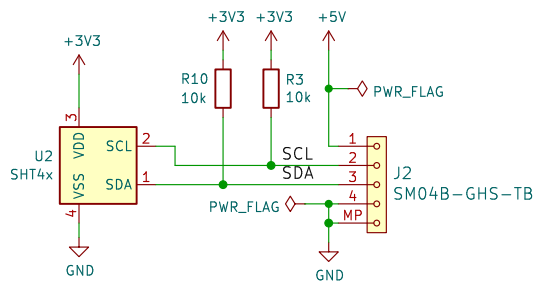 +3V3
+3V3
+5V
+3V3
R10
10k
R3
10k
PWR_FLAG
3
VDD
U2
SHT4x
SCL
2
SDA
1
VSS
4
GND
SCL
SDA
1
2
3
4
MP
J2
SM04B-GHS-TB
PWR_FLAG
GND